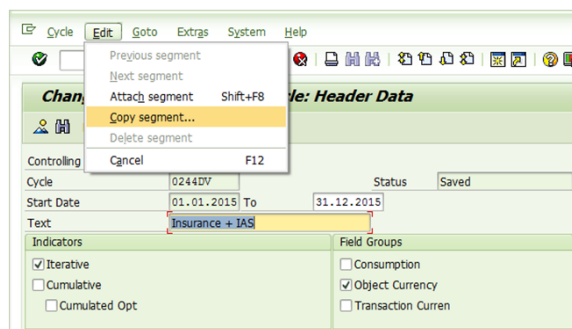 Cycle Edit Goto Extras System Help
Previous segment
Next segment
Attach segment Shift+F8
le: Header Data
Copy segment...
Delete segment
Controlling
Cancel F12
Cycle 0244DV Status Saved
Start Date 01.01.2015 To 31.12.2015
Text Insurance + IAS
Indicators Field Groups
Iterative Consumption
Cumulative Object Currency
Cumulated Opt Transaction Curren